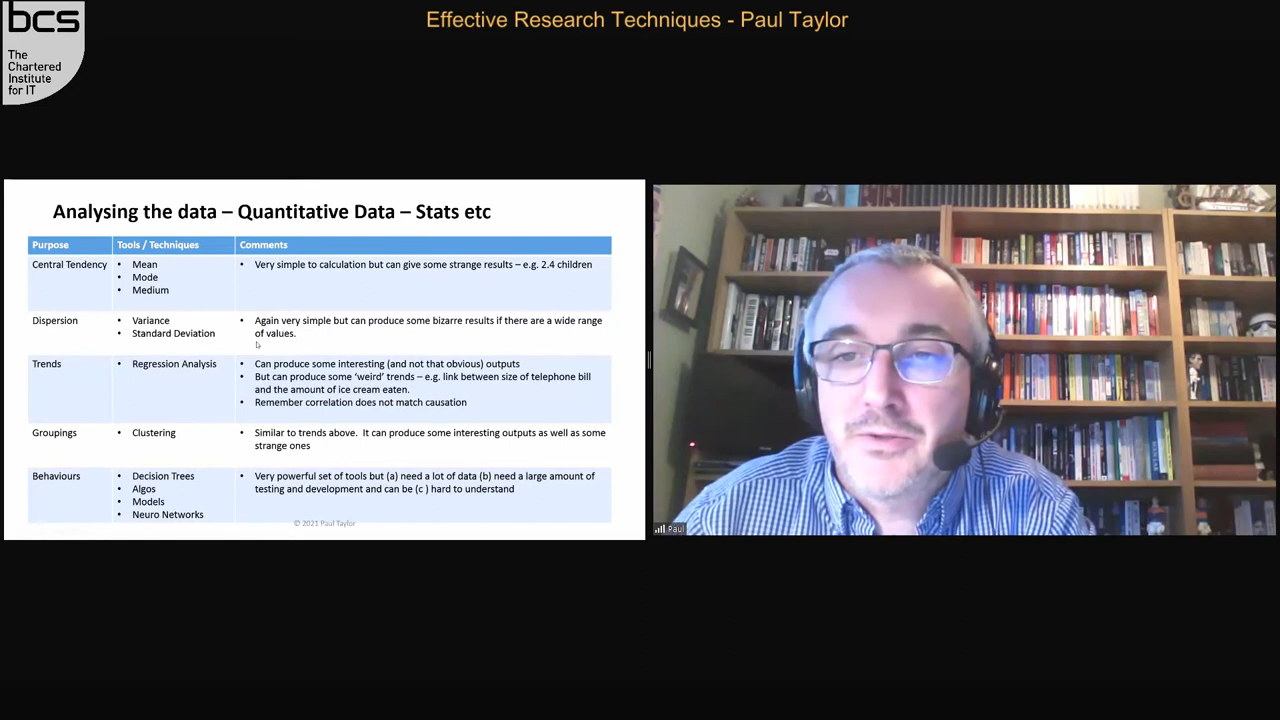 bcs
The
Chartered
Institute
for IT
Effective Research Techniques - Paul Taylor
Analysing the data – Quantitative Data – Stats etc
Purpose
Tools / Techniques
Comments
Central Tendency
• Mean
• Mode
• Medium
• Very simple to calculation but can give some strange results – e.g. 2.4 children
Dispersion
• Variance
• Standard Deviation
• Again very simple but can produce some bizarre results if there are a wide range
of values.
Trends
• Regression Analysis
• Can produce some interesting (and not that obvious) outputs
• But can produce some ‘weird’ trends – e.g. link between size of telephone bill
and the amount of ice cream eaten.
• Remember correlation does not match causation
Groupings
• Clustering
• Similar to trends above.  It can produce some interesting outputs as well as some
strange ones
Behaviours
• Decision Trees
• Algos
• Models
• Neuro Networks
• Very powerful set of tools but (a) need a lot of data (b) need a large amount of
testing and development and can be (c ) hard to understand
© 2021 Paul Taylor
Paul